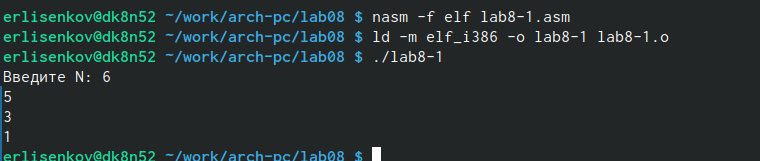 erlisenkov@dk8n52 ~/work/arch-pc/lab08 $ nasm -f elf lab8-1.asm
erlisenkov@dk8n52 ~/work/arch-pc/lab08 $ ld -m elf_i386 -o lab8-1 lab8-1.o
erlisenkov@dk8n52 ~/work/arch-pc/lab08 $ ./lab8-1
Введите N: 6
5
3
1
erlisenkov@dk8n52 ~/work/arch-pc/lab08 $